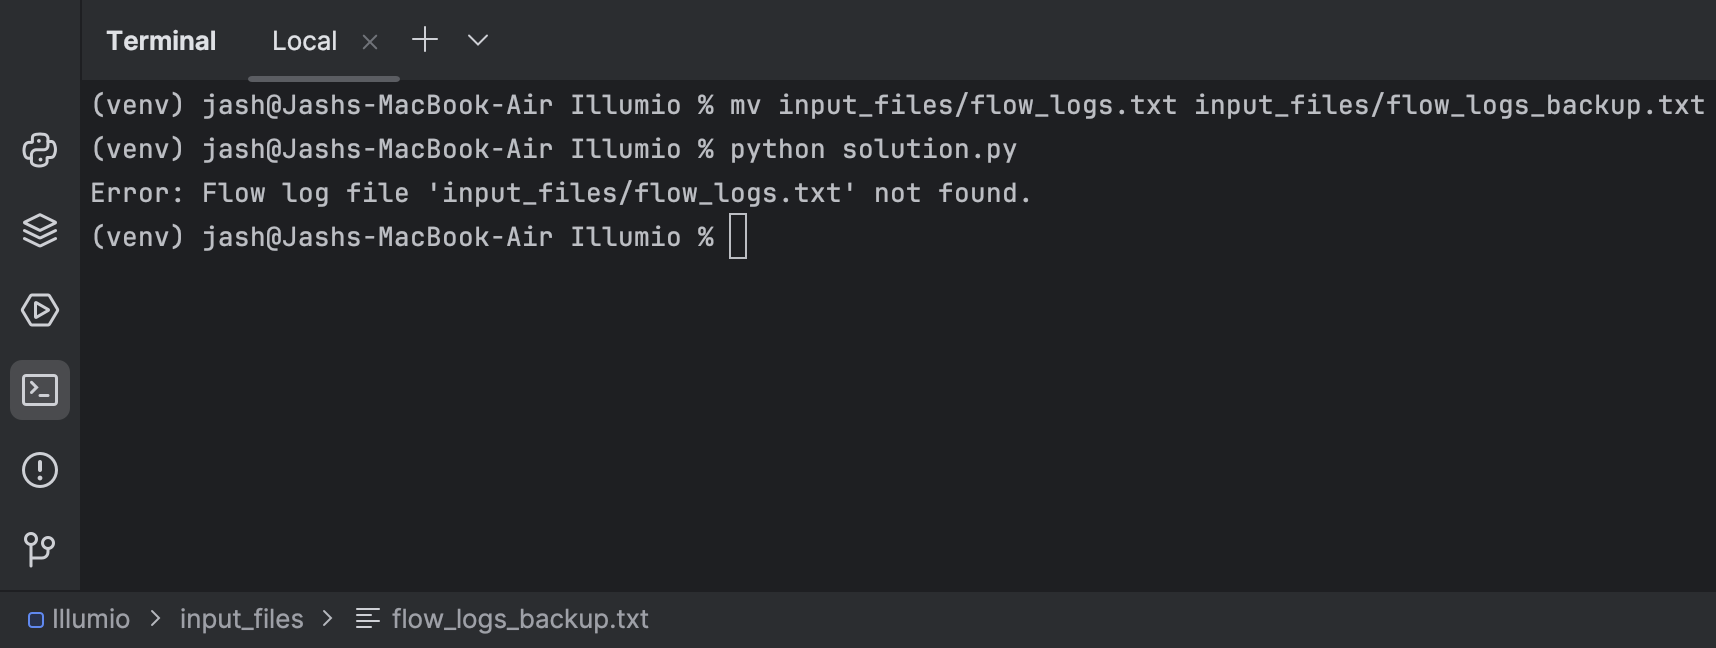 Terminal Local
(venv) jash@Jashs-MacBook-Air Illumio % mv input_files/flow_logs.txt input_files/flow_logs_backup.txt
(venv) jash@Jashs-MacBook-Air Illumio % python solution.py
Error: Flow log file 'input_files/flow_logs.txt' not found.
(venv) jash@Jashs-MacBook-Air Illumio %
Illumio > input_files > flow_logs_backup.txt